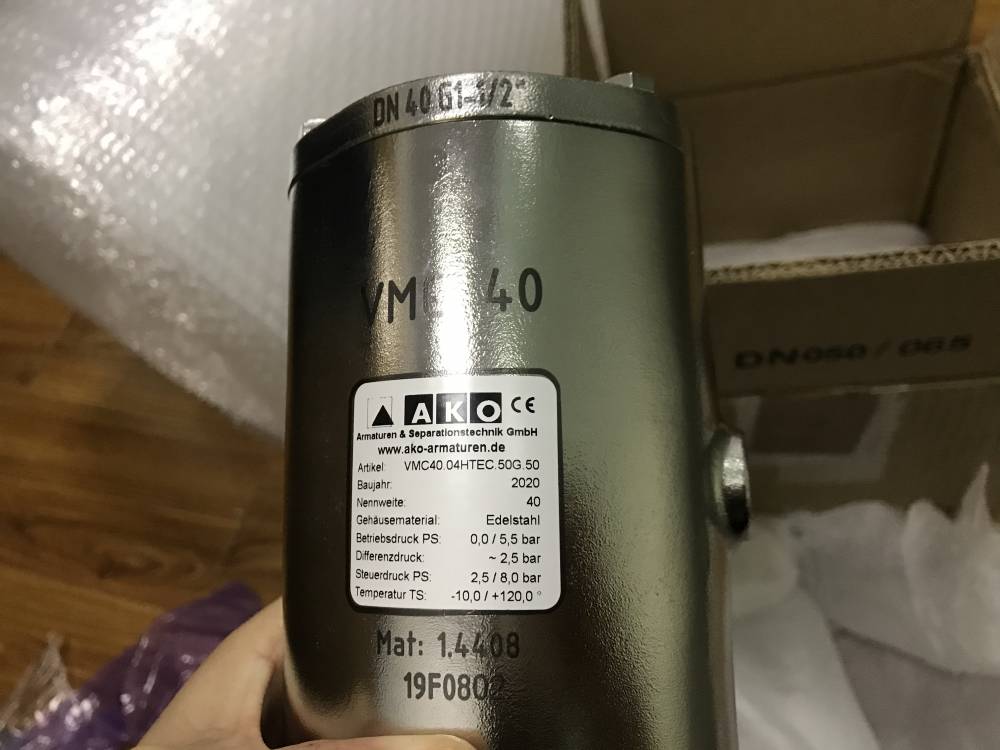 DN 40 G1-1/2"
VMC 40
AKO CE
Armaturen & Separationstechnik GmbH
www.ako-armaturen.de
Artikel: VMC40.04HTEC.50G.50
Baujahr: 2020
Nennweite: 40
Gehäusematerial: Edelstahl
Betriebsdruck PS: 0,0 / 5,5 bar
Differenzdruck: ~ 2,5 bar
Steuerdruck PS: 2,5 / 8,0 bar
Temperatur TS: -10,0 / +120,0 °
Mat: 1.4408
DN050 / 065